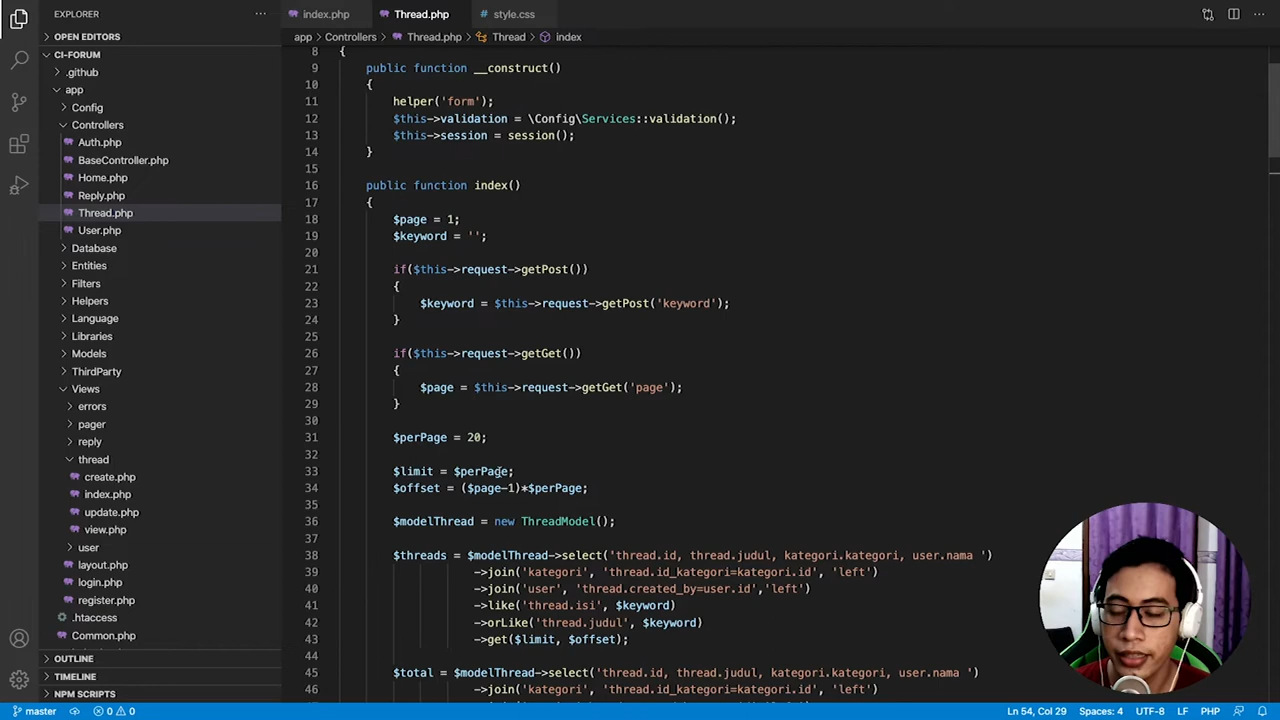 EXPLORER
OPEN EDITORS
CI-FORUM
.github
app
Config
Controllers
Auth.php
BaseController.php
Home.php
Reply.php
Thread.php
User.php
Database
Entities
Filters
Helpers
Language
Libraries
Models
ThirdParty
Views
errors
pager
reply
thread
create.php
index.php
update.php
view.php
user
layout.php
login.php
register.php
.htaccess
Common.php
OUTLINE
TIMELINE
NPM SCRIPTS
index.php Thread.php style.css
app > Controllers > Thread.php > Thread > index
8 {
9 public function __construct()
10 {
11 helper('form');
12 $this->validation = \Config\Services::validation();
13 $this->session = session();
14 }
15
16 public function index()
17 {
18 $page = 1;
19 $keyword = '';
20
21 if($this->request->getPost())
22 {
23 $keyword = $this->request->getPost('keyword');
24 }
25
26 if($this->request->getGet())
27 {
28 $page = $this->request->getGet('page');
29 }
30
31 $perPage = 20;
32
33 $limit = $perPage;
34 $offset = ($page-1)*$perPage;
35
36 $modelThread = new ThreadModel();
37
38 $threads = $modelThread->select('thread.id, thread.judul, kategori.kategori, user.nama ')
39 ->join('kategori', 'thread.id_kategori=kategori.id', 'left')
40 ->join('user', 'thread.created_by=user.id','left')
41 ->like('thread.isi', $keyword)
42 ->orLike('thread.judul', $keyword)
43 ->get($limit, $offset);
44
45 $total = $modelThread->select('thread.id, thread.judul, kategori.kategori, user.nama ')
46 ->join('kategori', 'thread.id_kategori=kategori.id', 'left')
master 0 0 Ln 54, Col 29 Spaces: 4 UTF-8 LF PHP